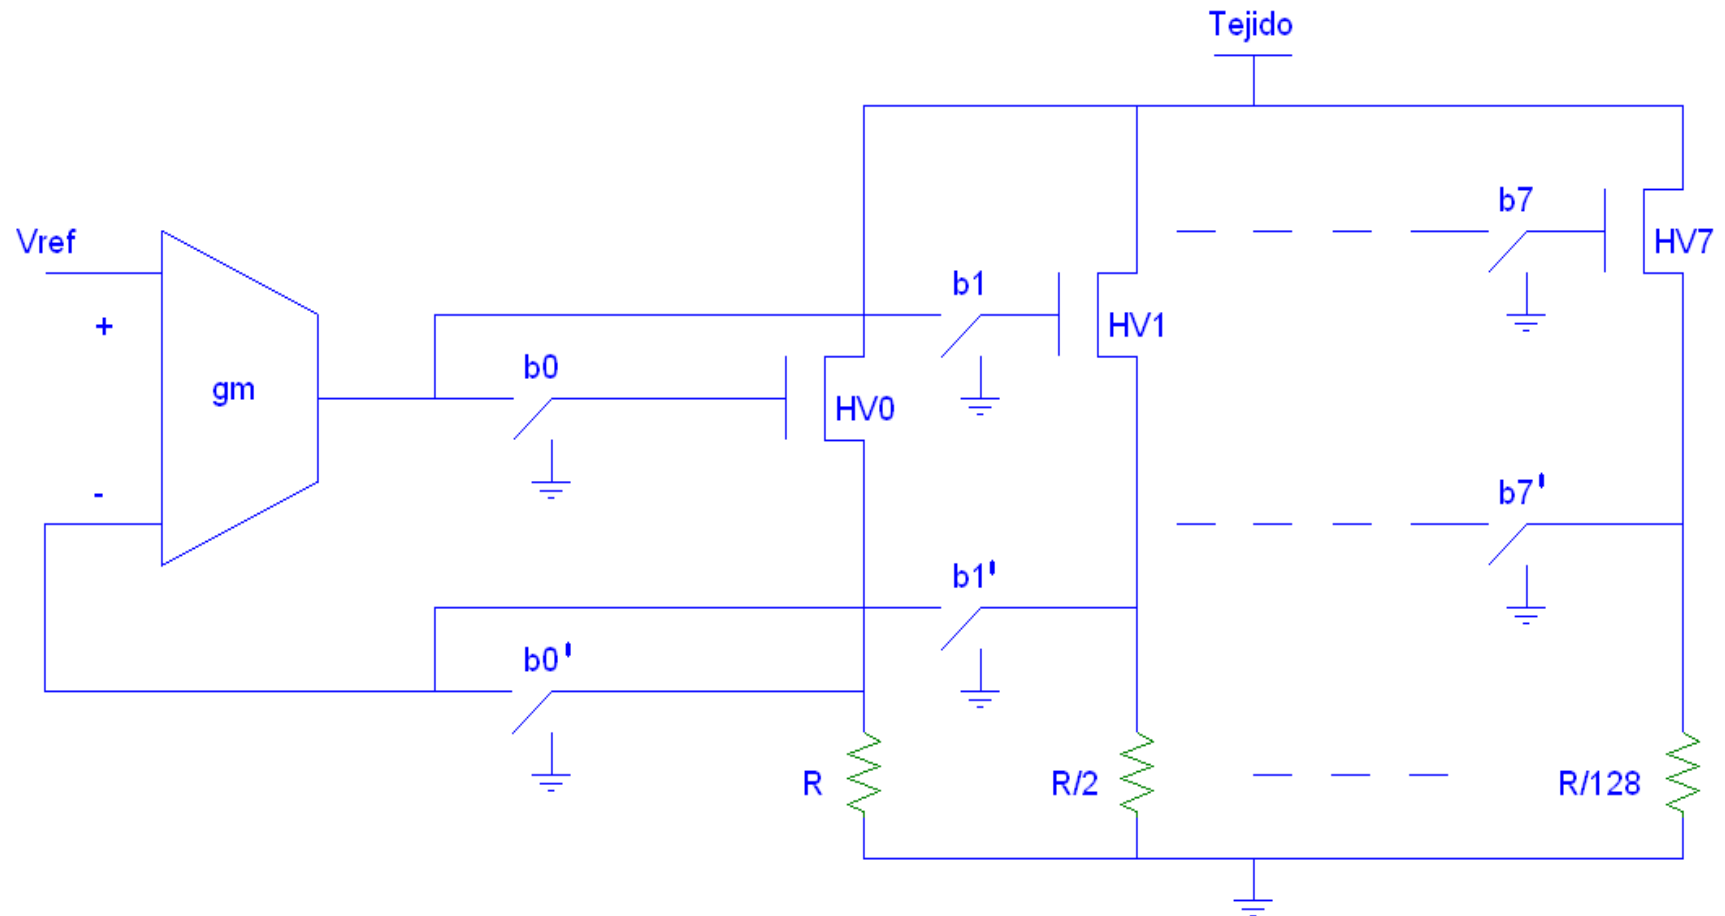 Tejido
b7
Vref
HV7
b1
+
HV1
b0
gm
HV0
-
b7'
b1'
b0'
R
R/2
R/128